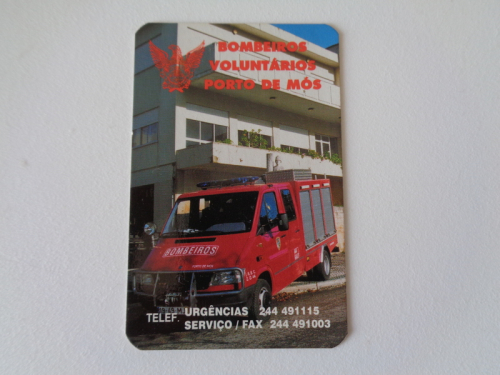 BOMBEIROS
VOLUNTÁRIOS
PORTO DE MÓS
BOMBEIROS
TELEF. URGÊNCIAS 244 491115
SERVIÇO / FAX 244 491003